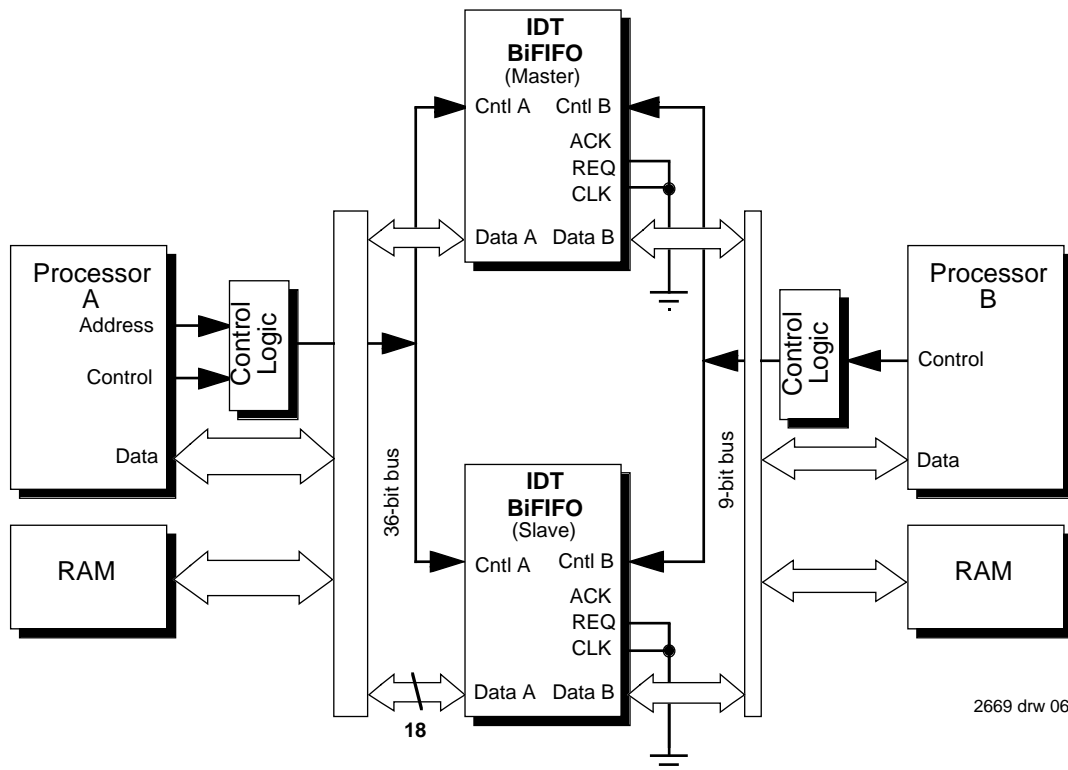 IDT
BiFIFO
(Master)
Cntl A
Cntl B
ACK
REQ
CLK
Data A
Data B
Processor
A
Address
Control
Data
Control
Logic
RAM
36-bit bus
9-bit bus
Control
Logic
Processor
B
Control
Data
RAM
IDT
BiFIFO
(Slave)
Cntl A
Cntl B
ACK
REQ
CLK
Data A
Data B
18
2669 drw 06